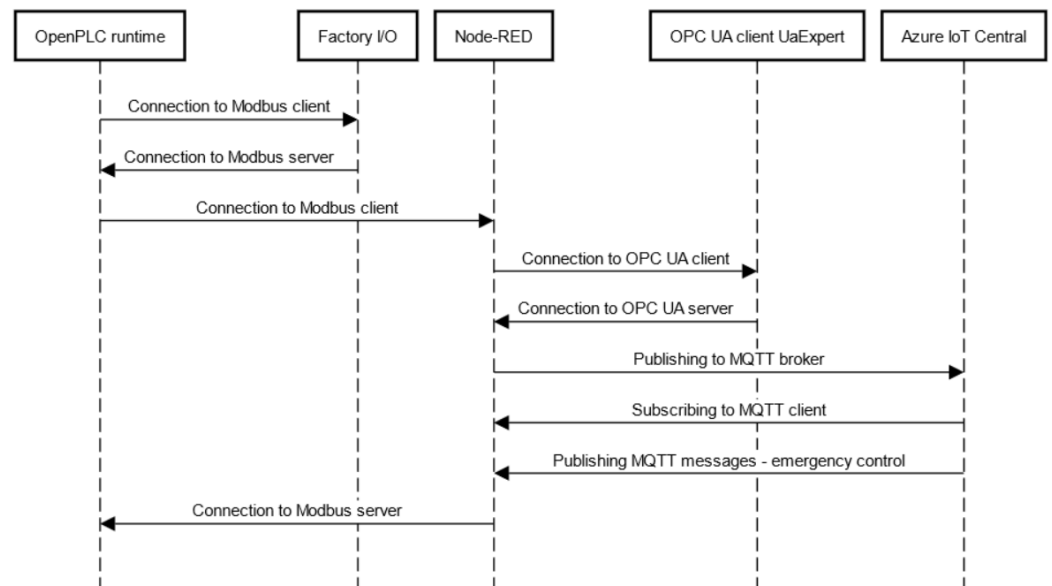 OpenPLC runtime
Factory I/O
Node-RED
OPC UA client UaExpert
Azure IoT Central
Connection to Modbus client
Connection to Modbus server
Connection to Modbus client
Connection to OPC UA client
Connection to OPC UA server
Publishing to MQTT broker
Subscribing to MQTT client
Publishing MQTT messages - emergency control
Connection to Modbus server